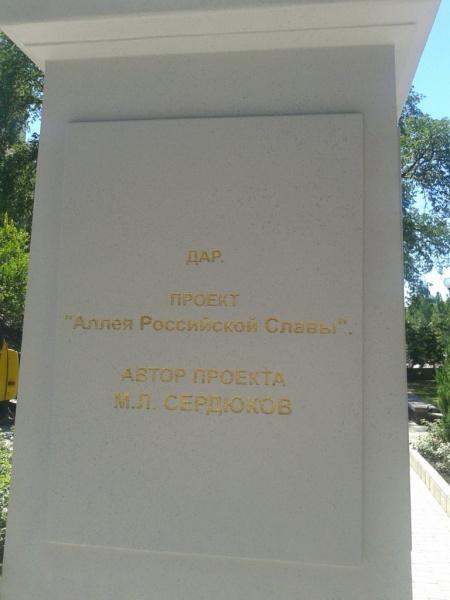 ДАР.
ПРОЕКТ
"Аллея Российской Славы".
АВТОР ПРОЕКТА
М.Л. СЕРДЮКОВ